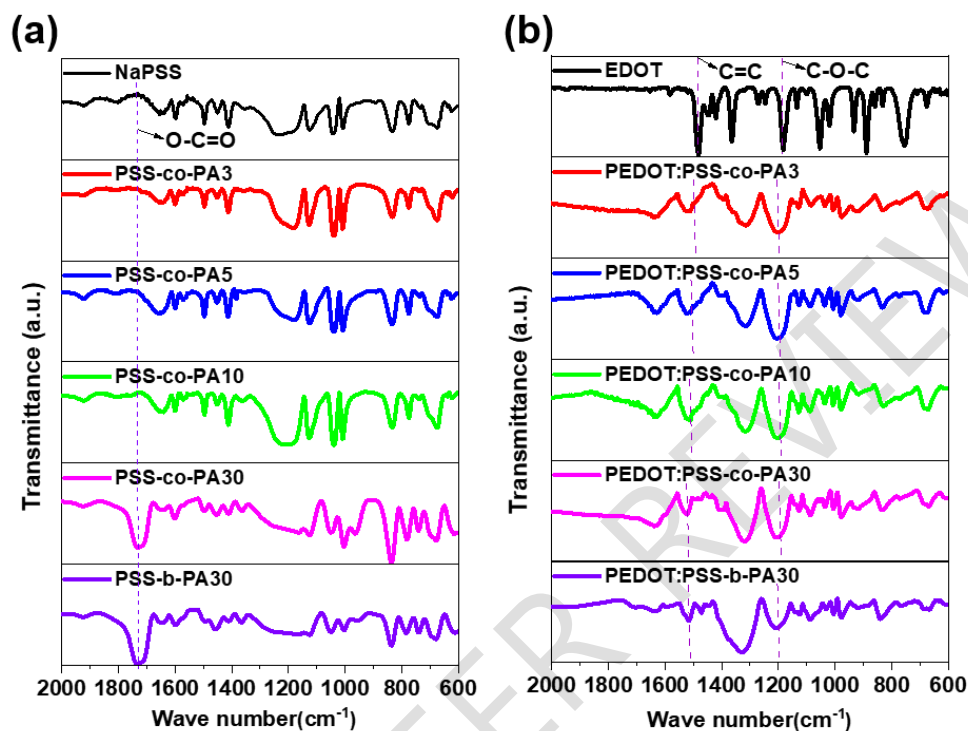 (a)
NaPSS
O-C=O
PSS-co-PA3
PSS-co-PA5
PSS-co-PA10
PSS-co-PA30
PSS-b-PA30
Transmittance (a.u.)
2000 1800 1600 1400 1200 1000 800 600
Wave number(cm-1)
(b)
EDOT
C=C
C-O-C
PEDOT:PSS-co-PA3
PEDOT:PSS-co-PA5
PEDOT:PSS-co-PA10
PEDOT:PSS-co-PA30
PEDOT:PSS-b-PA30
Transmittance (a.u.)
2000 1800 1600 1400 1200 1000 800 600
Wave number(cm-1)
ER REVIEW